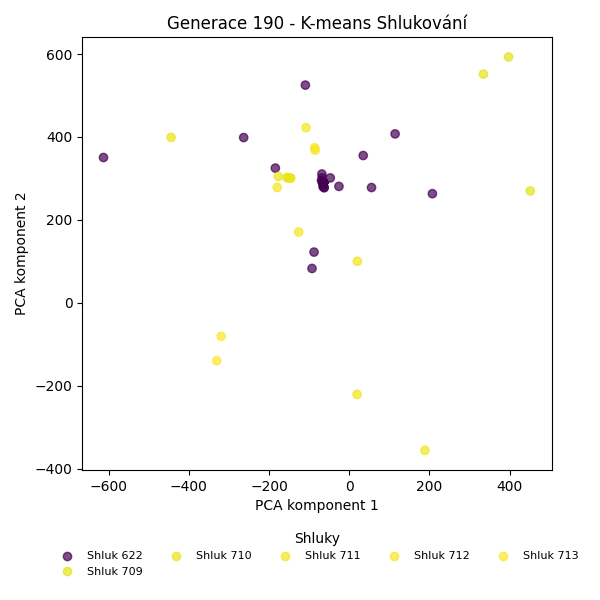 Generace 190 - K-means Shlukování
600
400
200
0
−200
−400
PCA komponent 2
−600
−400
−200
0
200
400
PCA komponent 1
Shluky
Shluk 622
Shluk 710
Shluk 711
Shluk 712
Shluk 713
Shluk 709